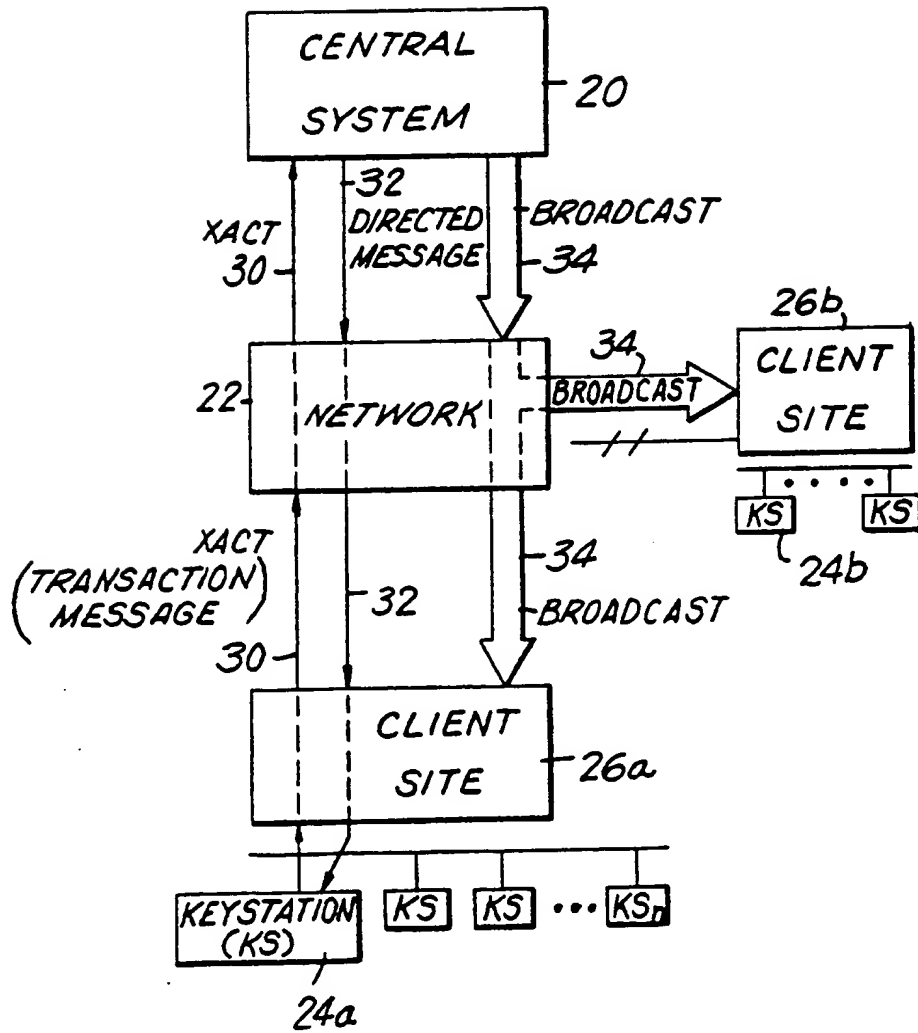 CENTRAL
SYSTEM
20
32
DIRECTED
MESSAGE
BROADCAST
34
XACT
30
26b
CLIENT
SITE
34
BROADCAST
22
NETWORK
KS
....
KS
24b
XACT
(TRANSACTION
MESSAGE)
30
32
34
BROADCAST
CLIENT
SITE
26a
KEYSTATION
(KS)
KS
KS
...
KSn
24a